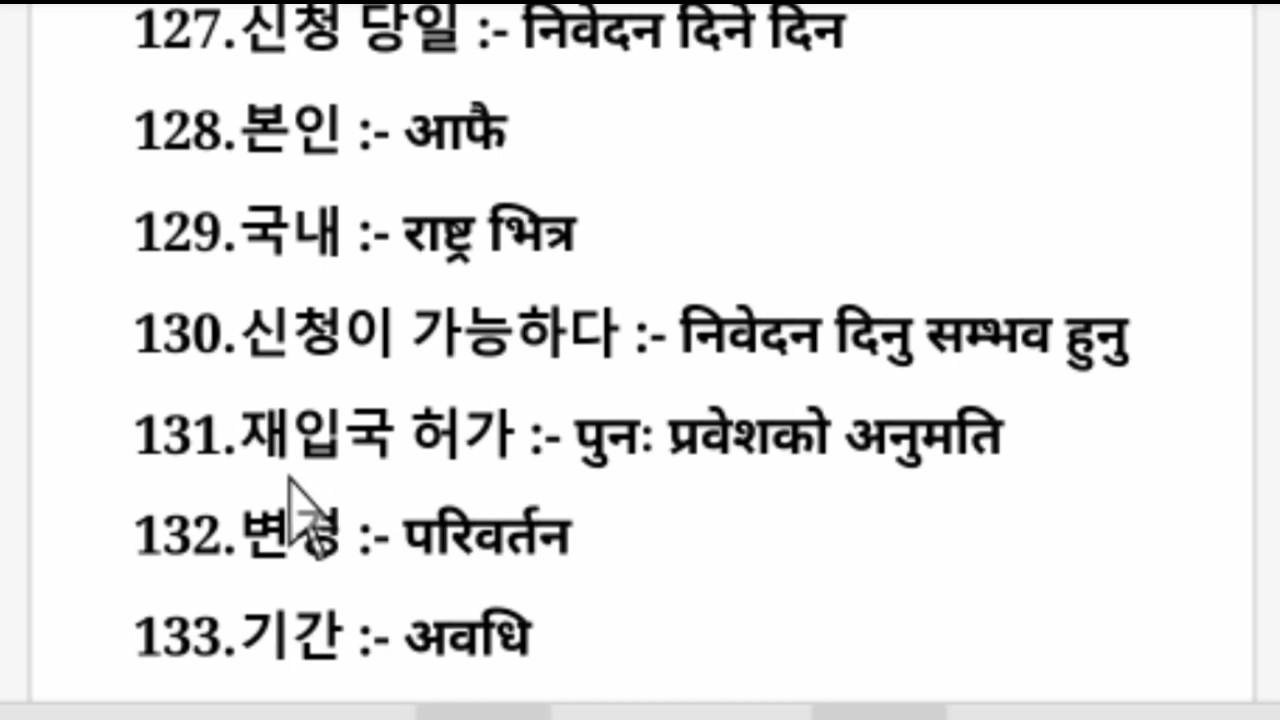 127.신청 당일 :- निवेदन दिने दिन
128.본인 :- आफै
129.국내 :- राष्ट्र भित्र
130.신청이 가능하다 :- निवेदन दिनु सम्भव हुनु
131.재입국 허가 :- पुनः प्रवेशको अनुमति
132.변경 :- परिवर्तन
133.기간 :- अवधि